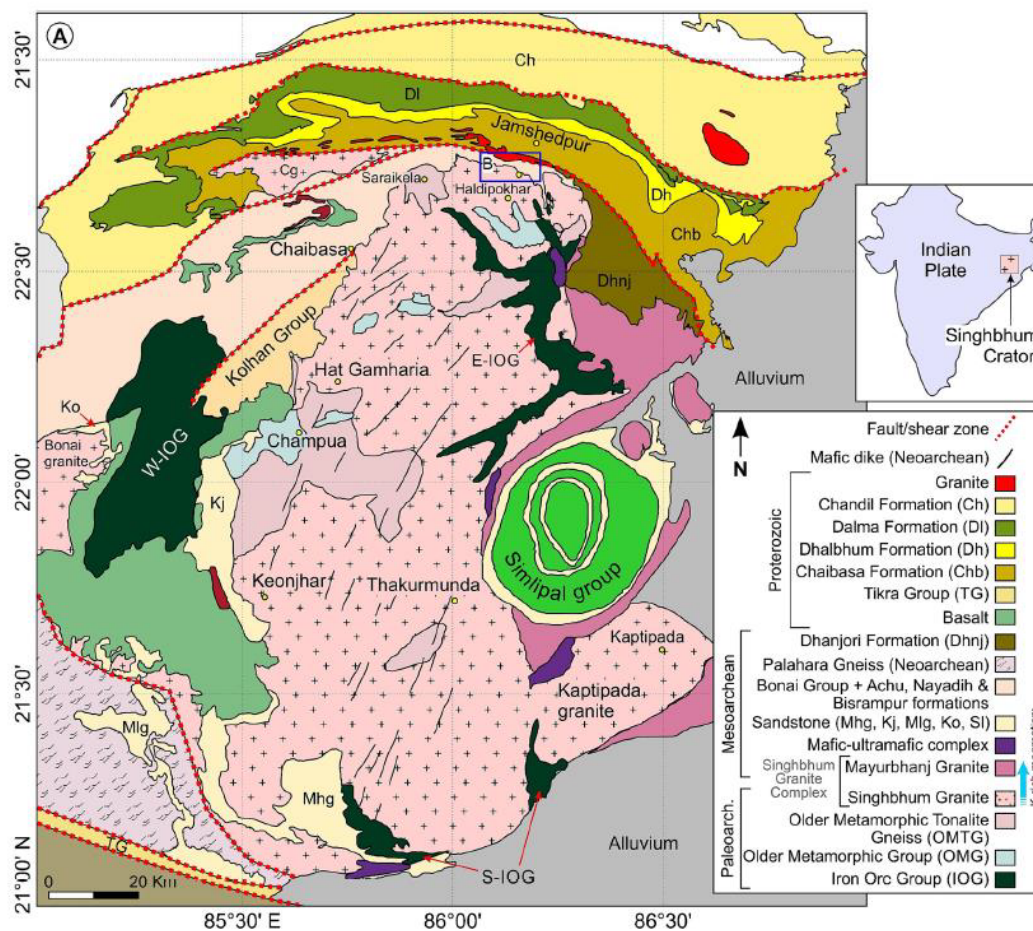 A
21°30'
Ch
Dl
Jamshedpur
B
Cg
Saraikela
Haldipokhar
Dh
Chb
Chaibasa
22°30'
Dhnj
Kolhan Group
E-IOG
Hat Gamharia
Alluvium
Ko
Bonai
granite
W-IOG
Champua
22°00'
Kj
Simlipal group
Keonjhar
Thakurmunda
Kaptipada
21°30'
Kaptipada
granite
Mlg
Mhg
Alluvium
TG
S-IOG
21°00' N
0
20 Km
85°30' E
86°00'
86°30'
Indian
Plate
Singhbhum
Craton
N
Fault/shear zone
Mafic dike (Neoarchean)
Proterozoic
Granite
Chandil Formation (Ch)
Dalma Formation (Dl)
Dhalbhum Formation (Dh)
Chaibasa Formation (Chb)
Tikra Group (TG)
Basalt
Mesoarchean
Dhanjori Formation (Dhnj)
Palahara Gneiss (Neoarchean)
Bonai Group + Achu, Nayadih &
Bisrampur formations
Sandstone (Mhg, Kj, Mlg, Ko, Sl)
Mafic-ultramafic complex
Singhbhum
Granite
Complex
Mayurbhanj Granite
Singhbhum Granite
Paleoarch.
Older Metamorphic Tonalite
Gneiss (OMTG)
Older Metamorphic Group (OMG)
Iron Orc Group (IOG)